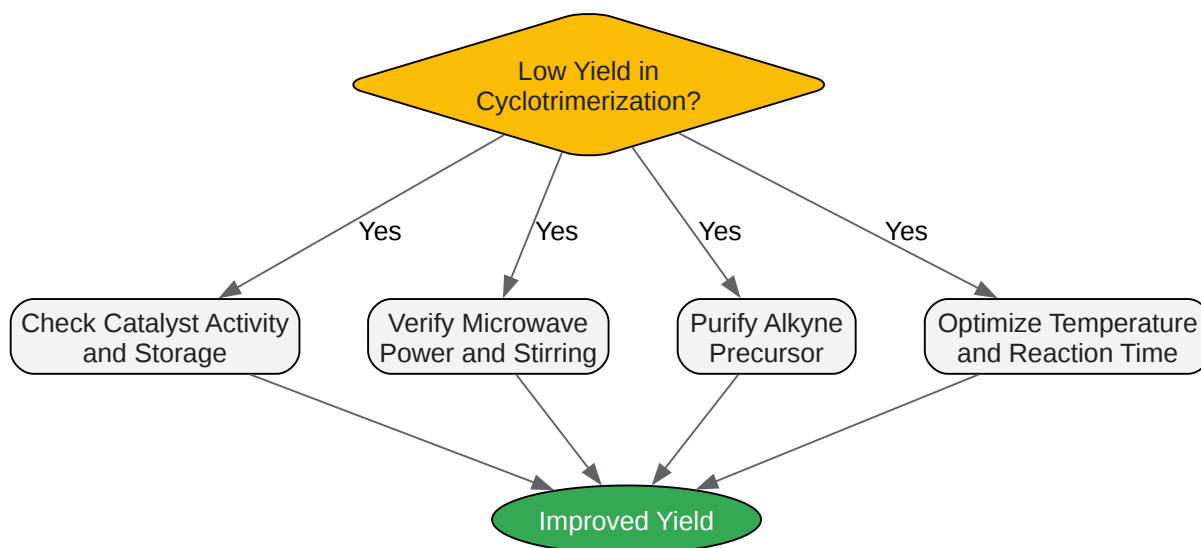 Low Yield in
Cyclotrimerization?
Yes
Yes
Yes
Yes
Check Catalyst Activity
and Storage
Verify Microwave
Power and Stirring
Purify Alkyne
Precursor
Optimize Temperature
and Reaction Time
Improved Yield